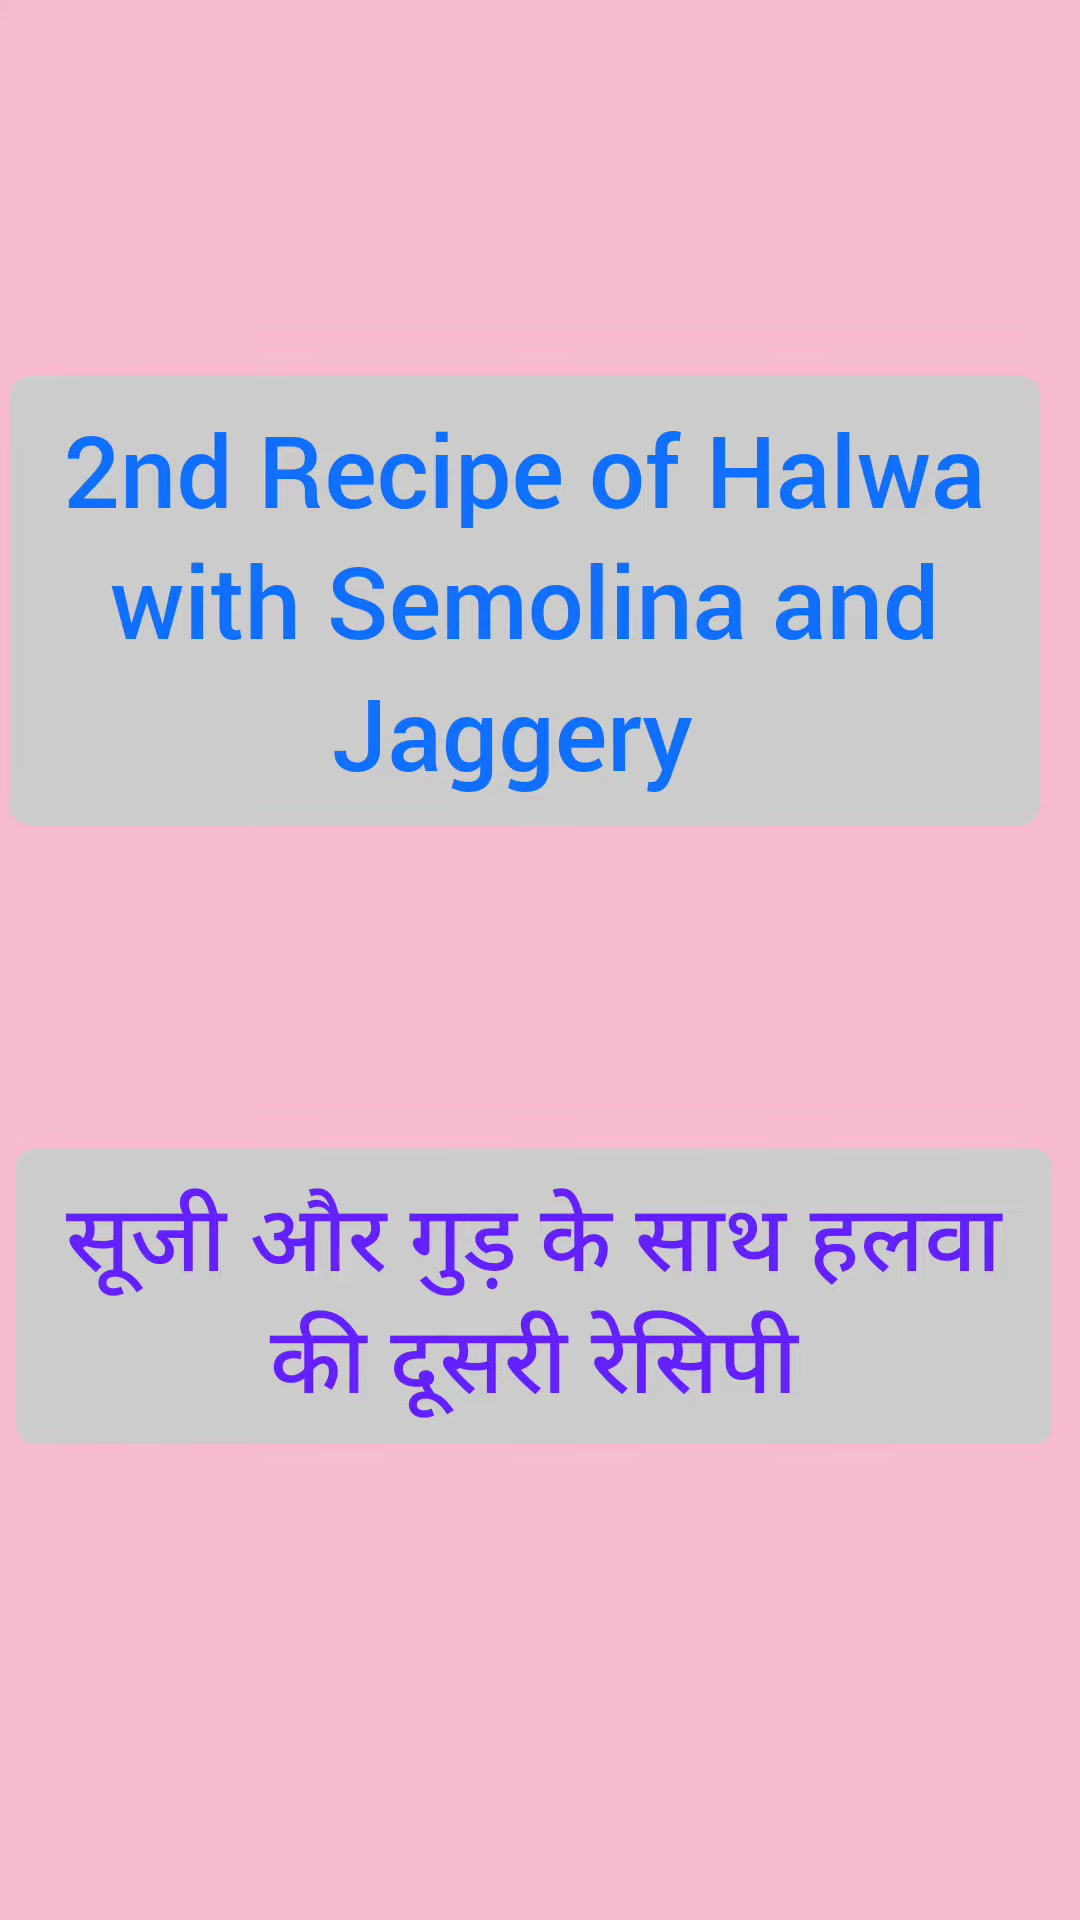 2nd Recipe of Halwa
with Semolina and
Jaggery
सूजी और गुड़ के साथ हलवा
की दूसरी रेसिपी